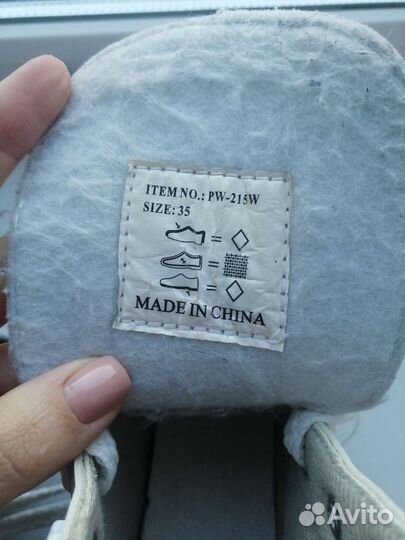 ITEM NO.: PW-215W
SIZE: 35
MADE IN CHINA
Avito